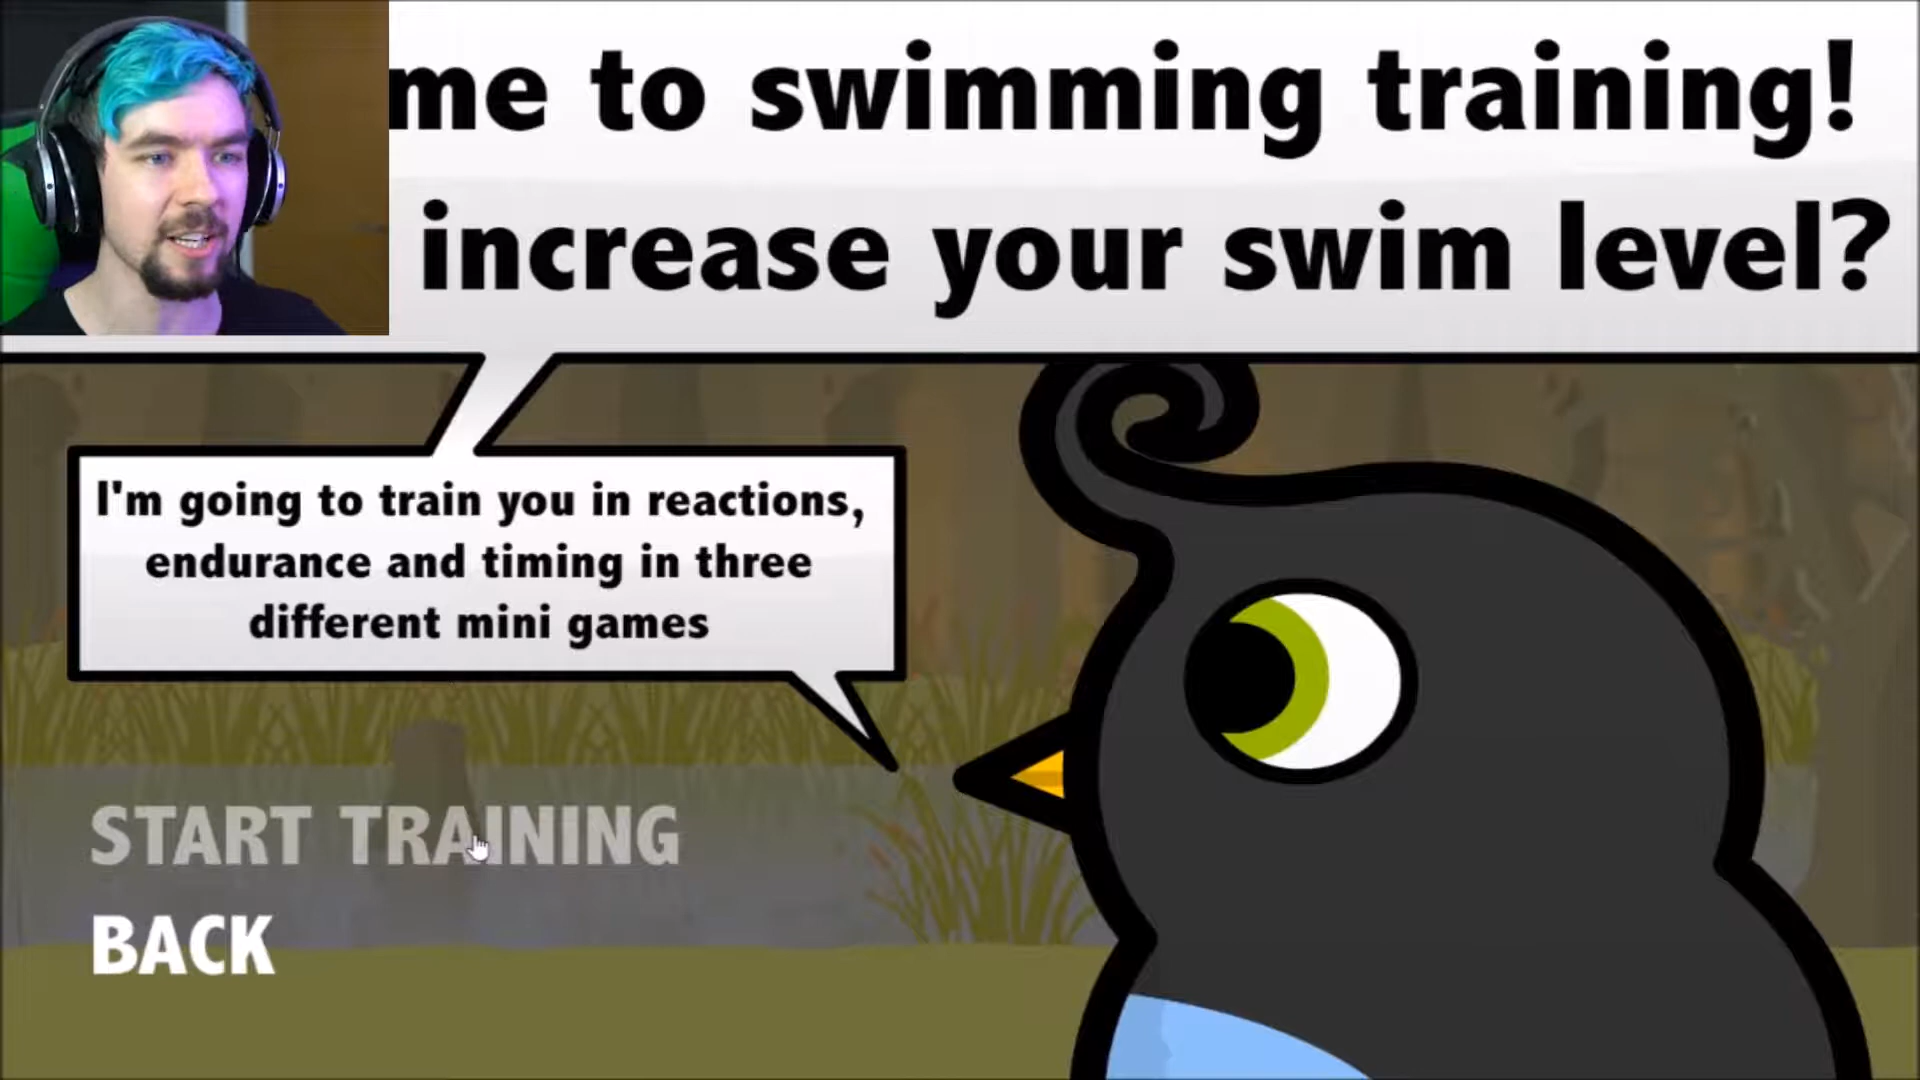 me to swimming training!
increase your swim level?
I'm going to train you in reactions,
endurance and timing in three
different mini games
START TRAINING
BACK